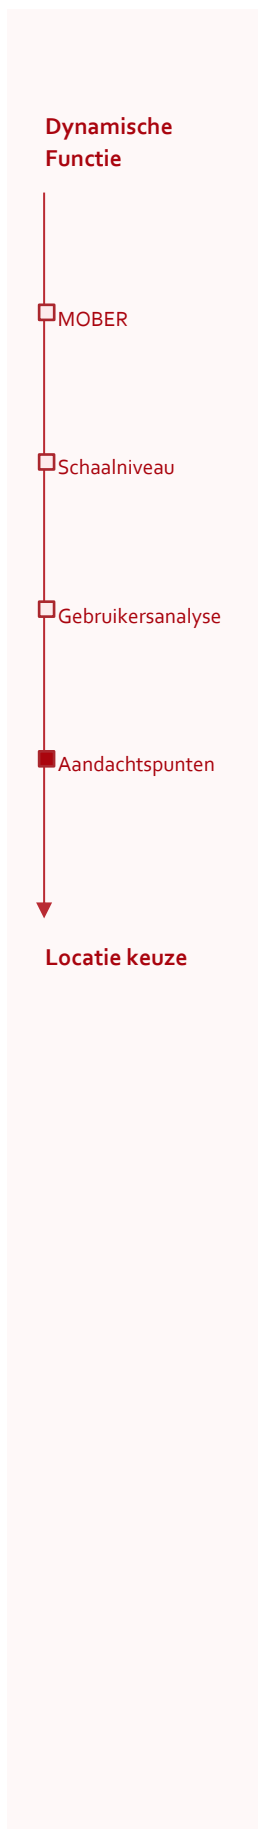 Dynamische
Functie
MOBER
Schaalniveau
Gebruikersanalyse
Aandachtspunten
Locatie keuze